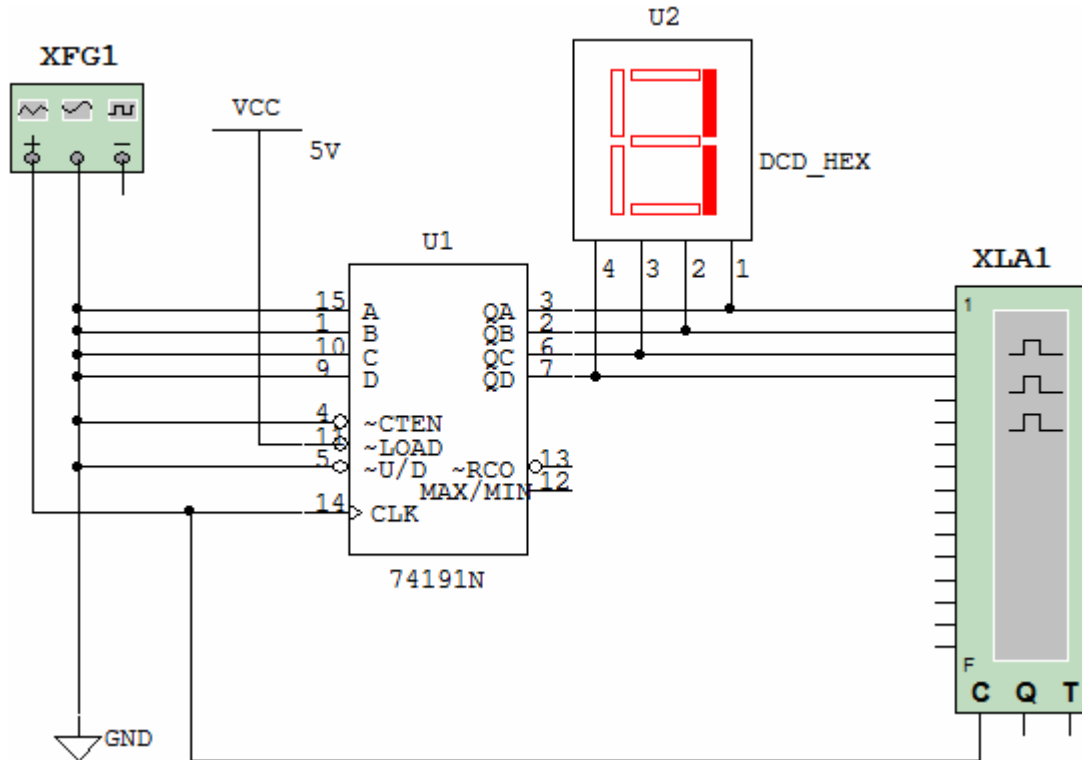 U2
XFG1
VCC
5V
DCD_HEX
U1
4 3 2 1
XLA1
15 A QA 3
1 B QB 2
10 C QC 6
9 D QD 7
4 ~CTEN
~LOAD
5 ~U/D ~RCO 13
MAX/MIN 12
14 CLK
74191N
1
F
C Q T
GND